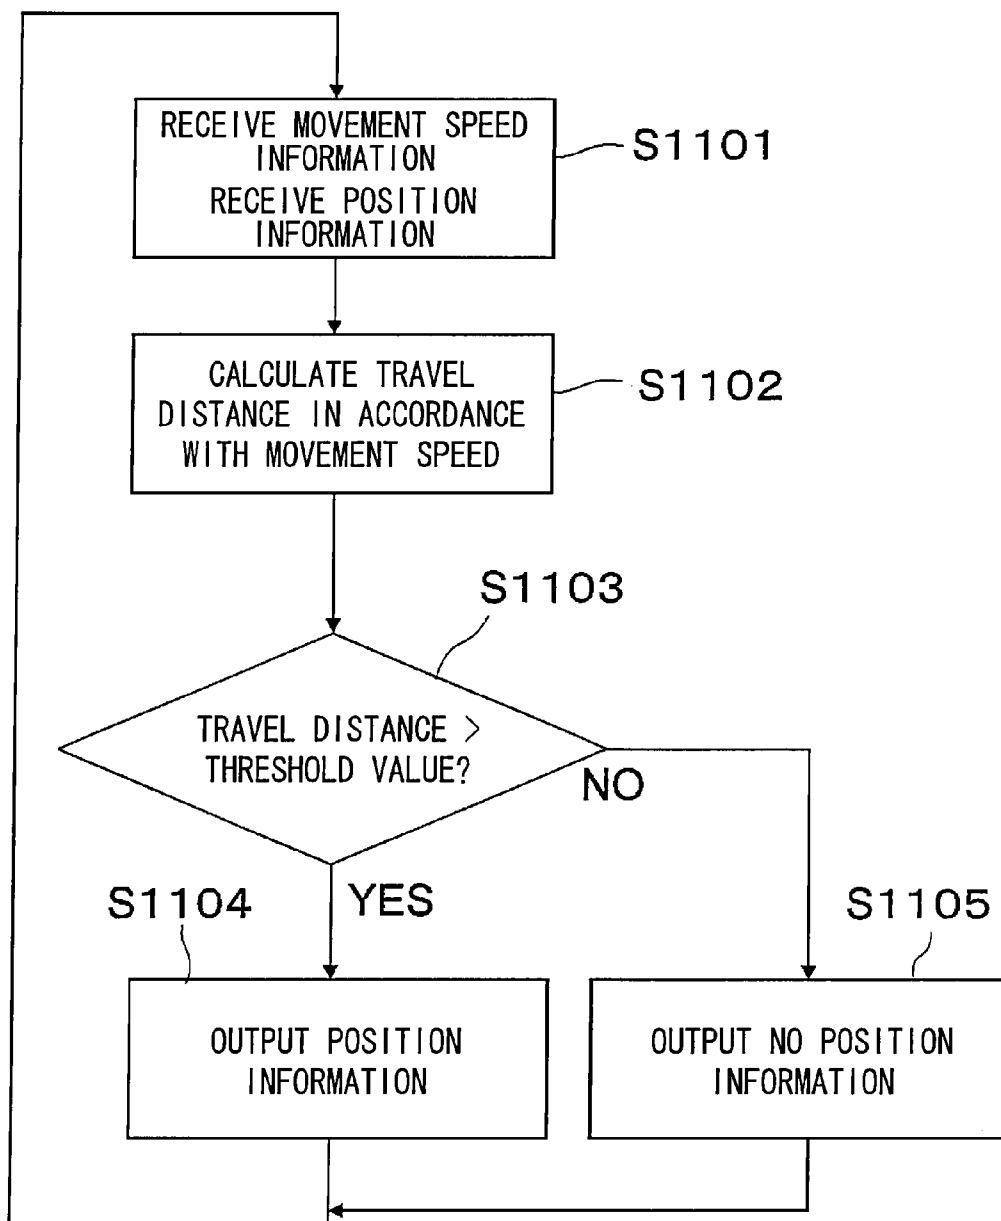 RECEIVE MOVEMENT SPEED
INFORMATION
RECEIVE POSITION
INFORMATION
S1101
CALCULATE TRAVEL
DISTANCE IN ACCORDANCE
WITH MOVEMENT SPEED
S1102
S1103
TRAVEL DISTANCE >
THRESHOLD VALUE?
NO
YES
S1104
S1105
OUTPUT POSITION
INFORMATION
OUTPUT NO POSITION
INFORMATION